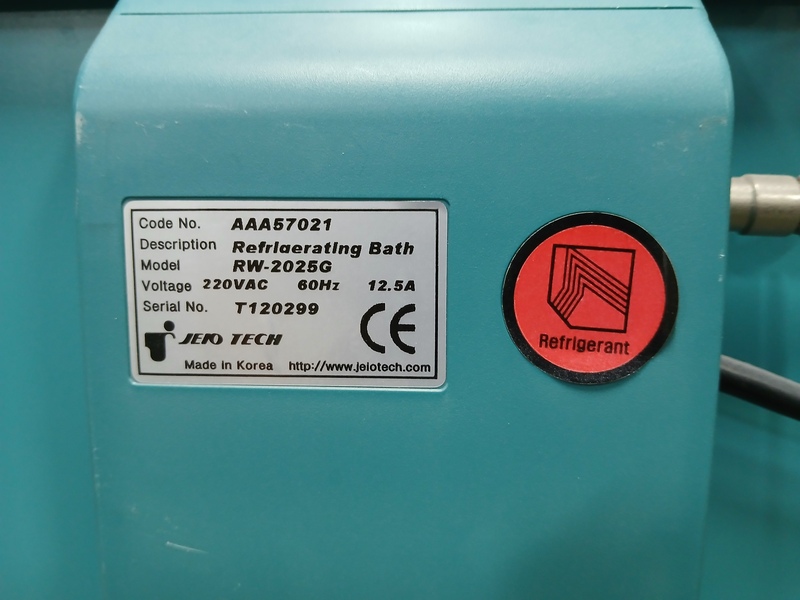 Code No. AAA57021
Description Refrigerating Bath
Model RW-2025G
Voltage 220VAC 60Hz 12.5A
Serial No. T120299
CE
JEIO TECH
Made in Korea http://www.jeiotech.com
Refrigerant